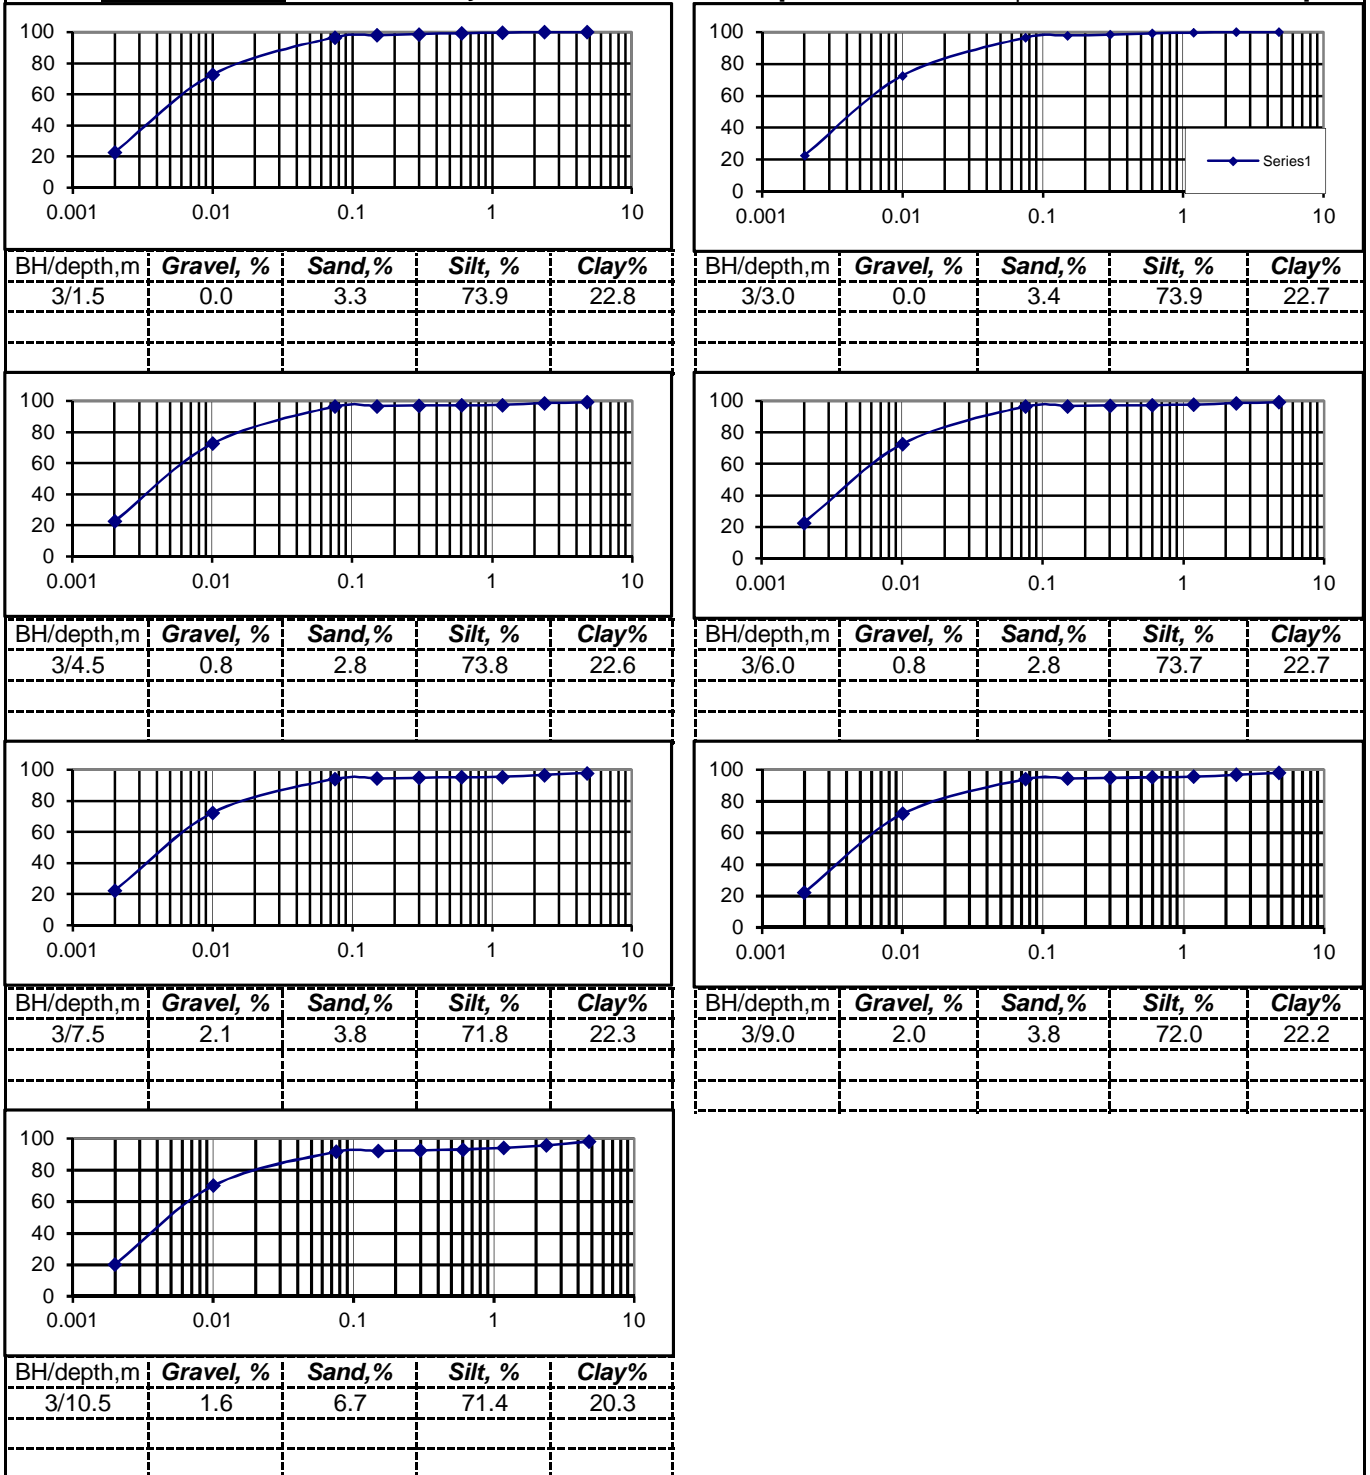 100
80
60
40
20
0
0.001 0.01 0.1 1 10
BH/depth,m Gravel, % Sand,% Silt, % Clay%
3/1.5 0.0 3.3 73.9 22.8
100
80
60
40
20
0
Series1
0.001 0.01 0.1 1 10
BH/depth,m Gravel, % Sand,% Silt, % Clay%
3/3.0 0.0 3.4 73.9 22.7
100
80
60
40
20
0
0.001 0.01 0.1 1 10
BH/depth,m Gravel, % Sand,% Silt, % Clay%
3/4.5 0.8 2.8 73.8 22.6
100
80
60
40
20
0
0.001 0.01 0.1 1 10
BH/depth,m Gravel, % Sand,% Silt, % Clay%
3/6.0 0.8 2.8 73.7 22.7
100
80
60
40
20
0
0.001 0.01 0.1 1 10
BH/depth,m Gravel, % Sand,% Silt, % Clay%
3/7.5 2.1 3.8 71.8 22.3
100
80
60
40
20
0
0.001 0.01 0.1 1 10
BH/depth,m Gravel, % Sand,% Silt, % Clay%
3/9.0 2.0 3.8 72.0 22.2
100
80
60
40
20
0
0.001 0.01 0.1 1 10
BH/depth,m Gravel, % Sand,% Silt, % Clay%
3/10.5 1.6 6.7 71.4 20.3